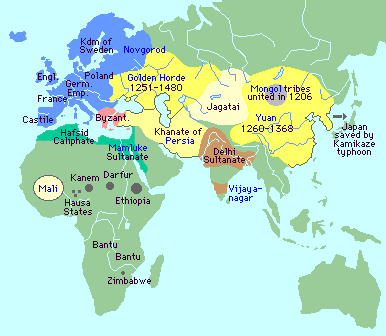 Kdm of
Sweden
Novgorod
Engl.
Poland
Germ.
Emp.
France
Castile
Byzant.
Golden Horde
1251-1480
Jagatai
Mongol tribes
united in 1206
Yuan
1260-1368
Japan
saved by
Kamikaze
typhoon
Khanate of
Persia
Hafsid
Caliphate
Mamluke
Sultanate
Delhi
Sultanate
Vijaya-
nagar
Mali
Kanem
Darfur
Hausa
States
Ethiopia
Bantu
Bantu
Zimbabwe